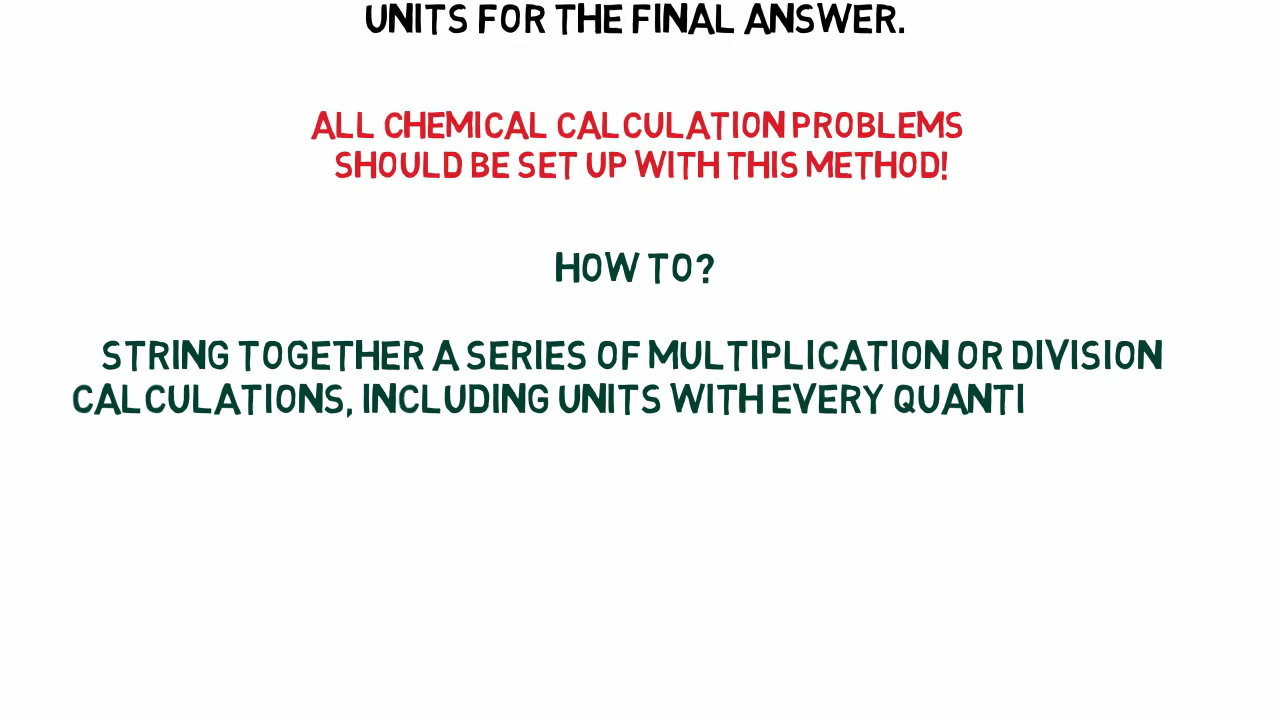 UNITS FOR THE FINAL ANSWER.
ALL CHEMICAL CALCULATION PROBLEMS
SHOULD BE SET UP WITH THIS METHOD!
HOW TO?
STRING TOGETHER A SERIES OF MULTIPLICATION OR DIVISION
CALCULATIONS, INCLUDING UNITS WITH EVERY QUANTI